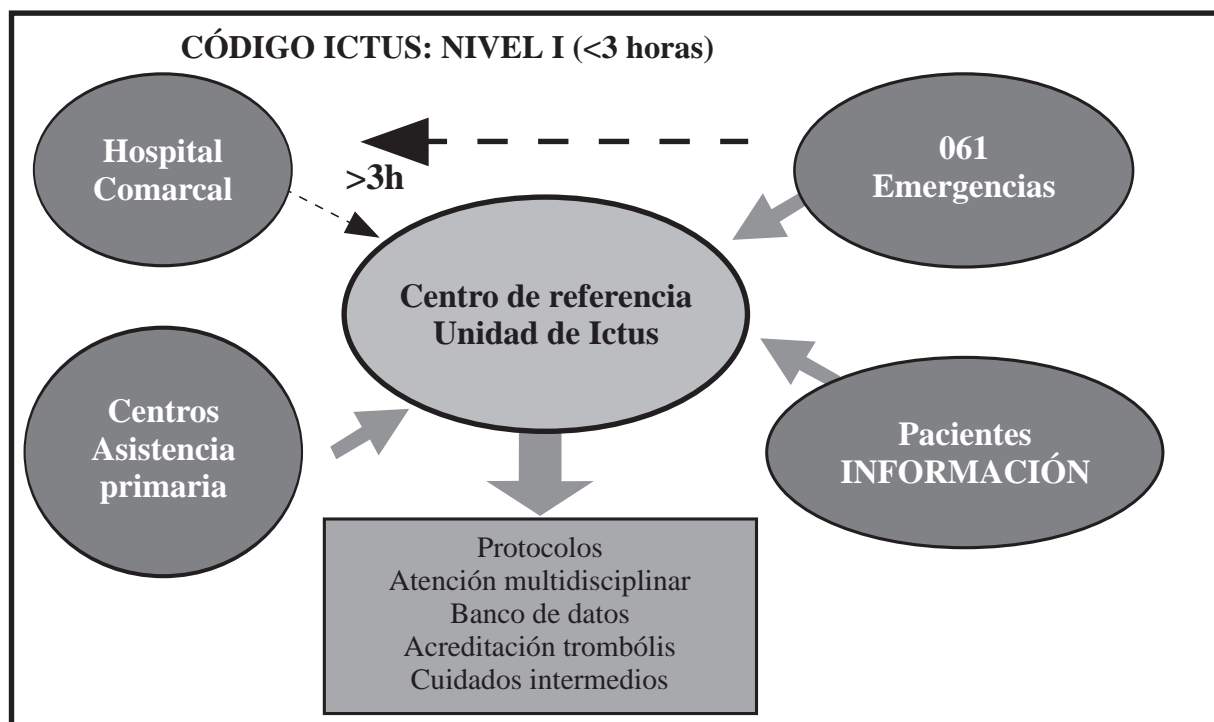 CÓDIGO ICTUS: NIVEL I (<3 horas)
Hospital
Comarcal
>3h
061
Emergencias
Centro de referencia
Unidad de Ictus
Centros
Asistencia
primaria
Pacientes
INFORMACIÓN
Protocolos
Atención multidisciplinar
Banco de datos
Acreditación trombólis
Cuidados intermedios